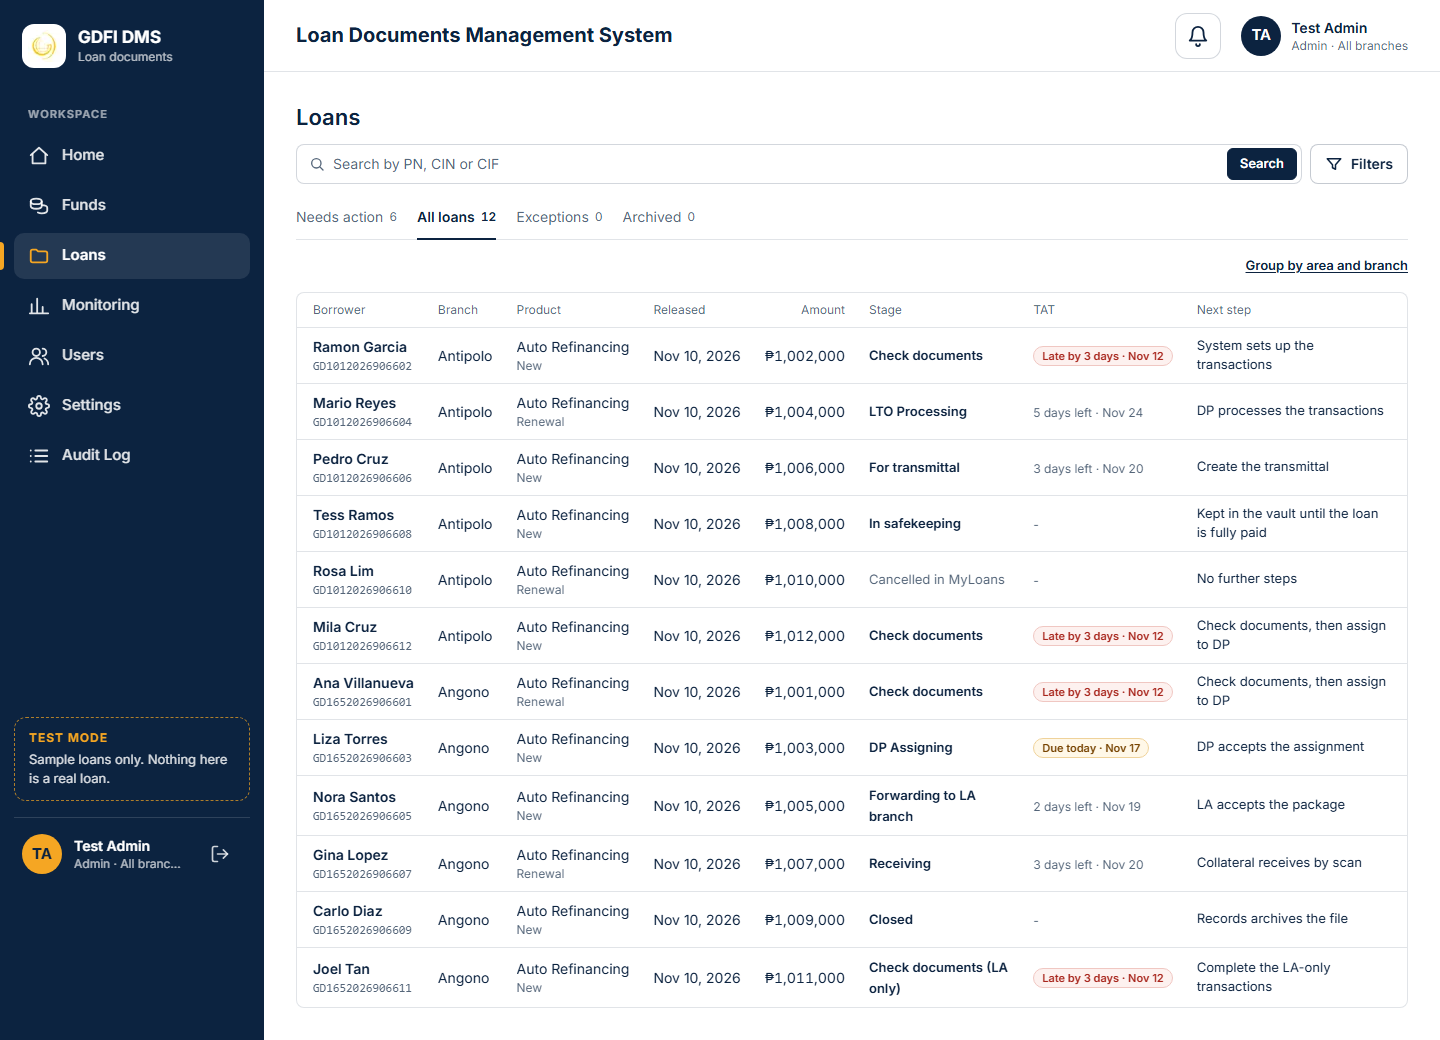 GDFI DMS
Loan documents
WORKSPACE
Home
Funds
Loans
Monitoring
Users
Settings
Audit Log
TEST MODE
Sample loans only. Nothing here
is a real loan.
TA
Test Admin
Admin · All branc...
Loan Documents Management System
TA
Test Admin
Admin · All branches
Loans
Search by PN, CIN or CIF
Search
Filters
Needs action 6 All loans 12 Exceptions 0 Archived 0
Group by area and branch
Borrower Branch Product Released Amount Stage TAT Next step
Ramon Garcia
GD1012026906602
Antipolo
Auto Refinancing
New
Nov 10, 2026
₱1,002,000
Check documents
Late by 3 days · Nov 12
System sets up the
transactions
Mario Reyes
GD1012026906604
Antipolo
Auto Refinancing
Renewal
Nov 10, 2026
₱1,004,000
LTO Processing
5 days left · Nov 24
DP processes the transactions
Pedro Cruz
GD1012026906606
Antipolo
Auto Refinancing
New
Nov 10, 2026
₱1,006,000
For transmittal
3 days left · Nov 20
Create the transmittal
Tess Ramos
GD1012026906608
Antipolo
Auto Refinancing
New
Nov 10, 2026
₱1,008,000
In safekeeping
-
Kept in the vault until the loan
is fully paid
Rosa Lim
GD1012026906610
Antipolo
Auto Refinancing
Renewal
Nov 10, 2026
₱1,010,000
Cancelled in MyLoans
-
No further steps
Mila Cruz
GD1012026906612
Antipolo
Auto Refinancing
New
Nov 10, 2026
₱1,012,000
Check documents
Late by 3 days · Nov 12
Check documents, then assign
to DP
Ana Villanueva
GD1652026906601
Angono
Auto Refinancing
Renewal
Nov 10, 2026
₱1,001,000
Check documents
Late by 3 days · Nov 12
Check documents, then assign
to DP
Liza Torres
GD1652026906603
Angono
Auto Refinancing
New
Nov 10, 2026
₱1,003,000
DP Assigning
Due today · Nov 17
DP accepts the assignment
Nora Santos
GD1652026906605
Angono
Auto Refinancing
New
Nov 10, 2026
₱1,005,000
Forwarding to LA
branch
2 days left · Nov 19
LA accepts the package
Gina Lopez
GD1652026906607
Angono
Auto Refinancing
Renewal
Nov 10, 2026
₱1,007,000
Receiving
3 days left · Nov 20
Collateral receives by scan
Carlo Diaz
GD1652026906609
Angono
Auto Refinancing
New
Nov 10, 2026
₱1,009,000
Closed
-
Records archives the file
Joel Tan
GD1652026906611
Angono
Auto Refinancing
New
Nov 10, 2026
₱1,011,000
Check documents (LA
only)
Late by 3 days · Nov 12
Complete the LA-only
transactions